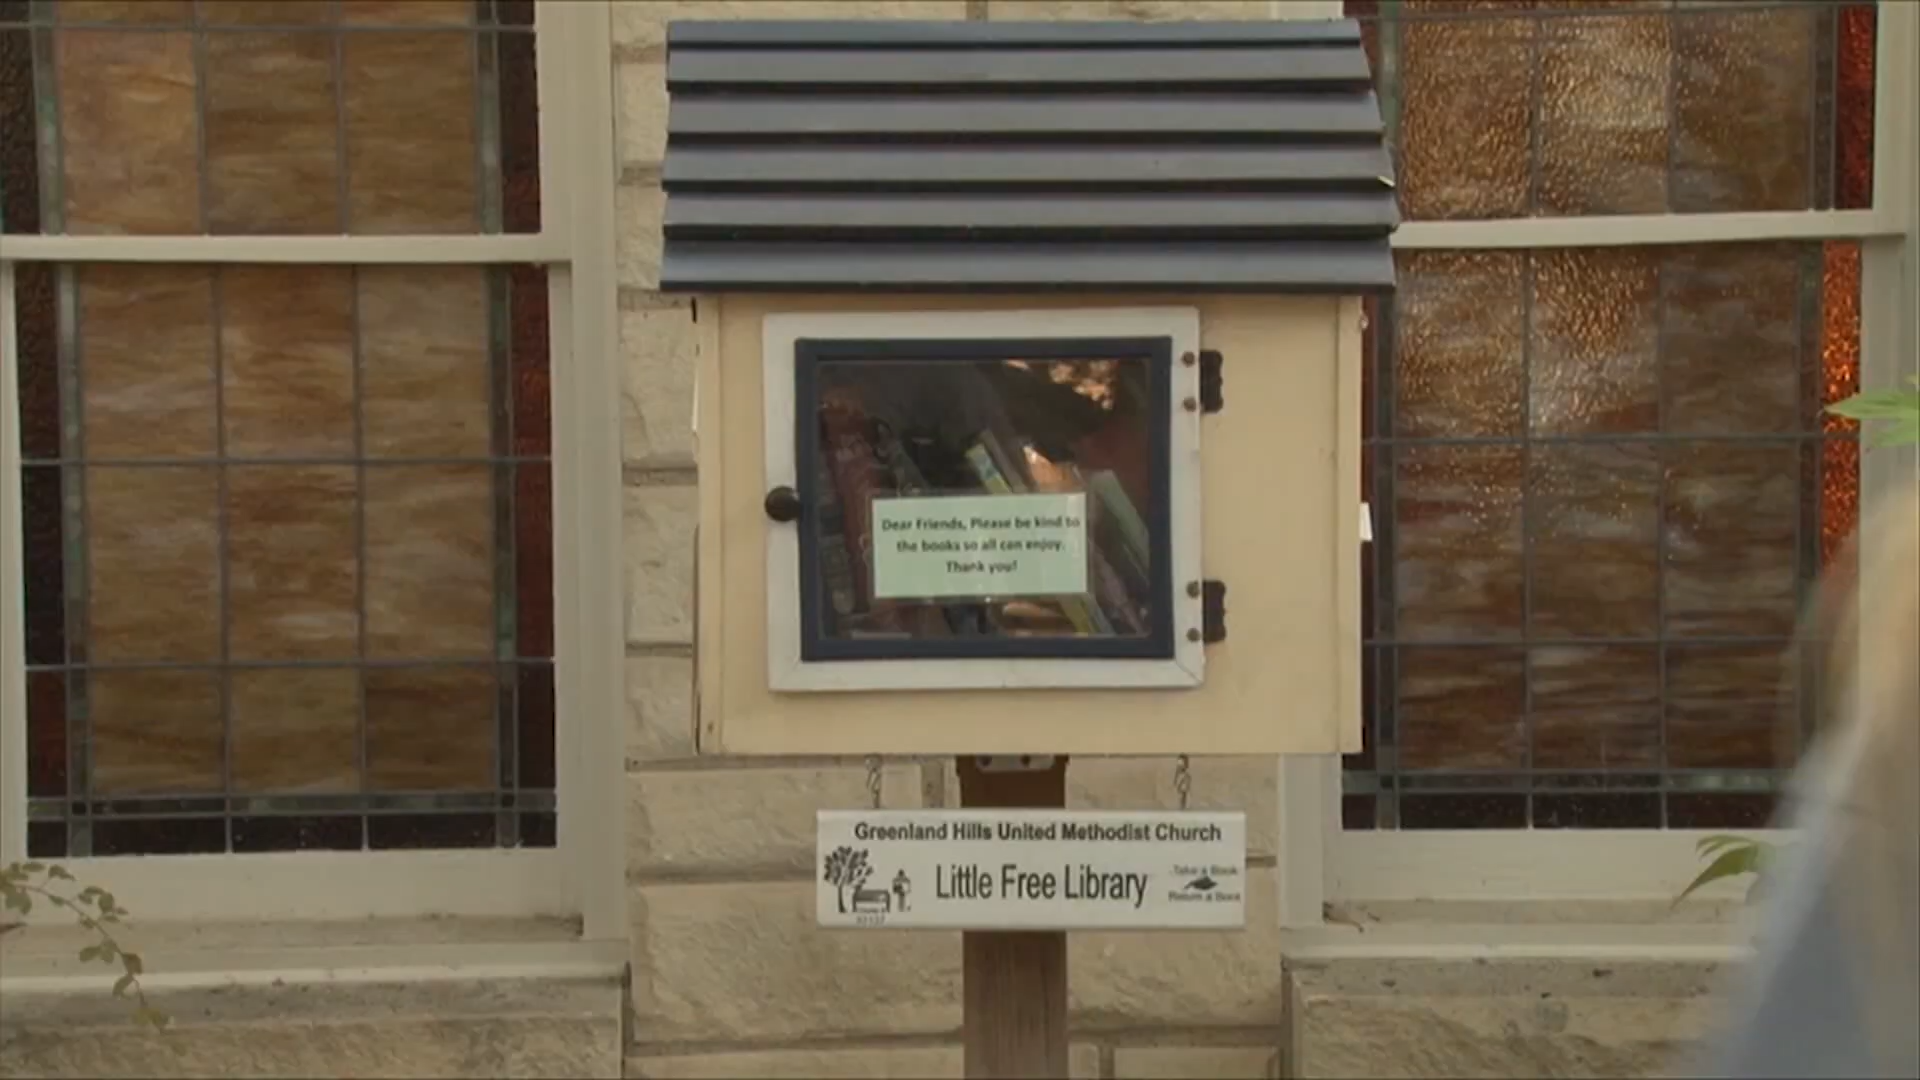 Dear Friends, Please be kind to
the books so all can enjoy.
Thank you!
Greenland Hills United Methodist Church
Little Free Library
Take a Book
Return a Book